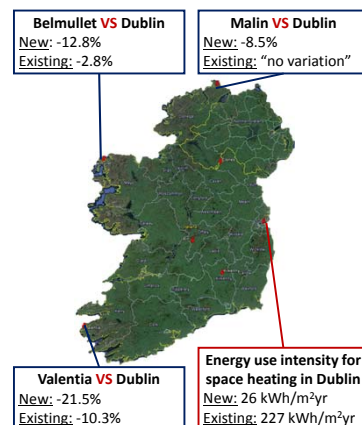 Belmullet VS Dublin
New: -12.8%
Existing: -2.8%
Malin VS Dublin
New: -8.5%
Existing: “no variation”
Valentia VS Dublin
New: -21.5%
Existing: -10.3%
Energy use intensity for
space heating in Dublin
New: 26 kWh/m²yr
Existing: 227 kWh/m²yr